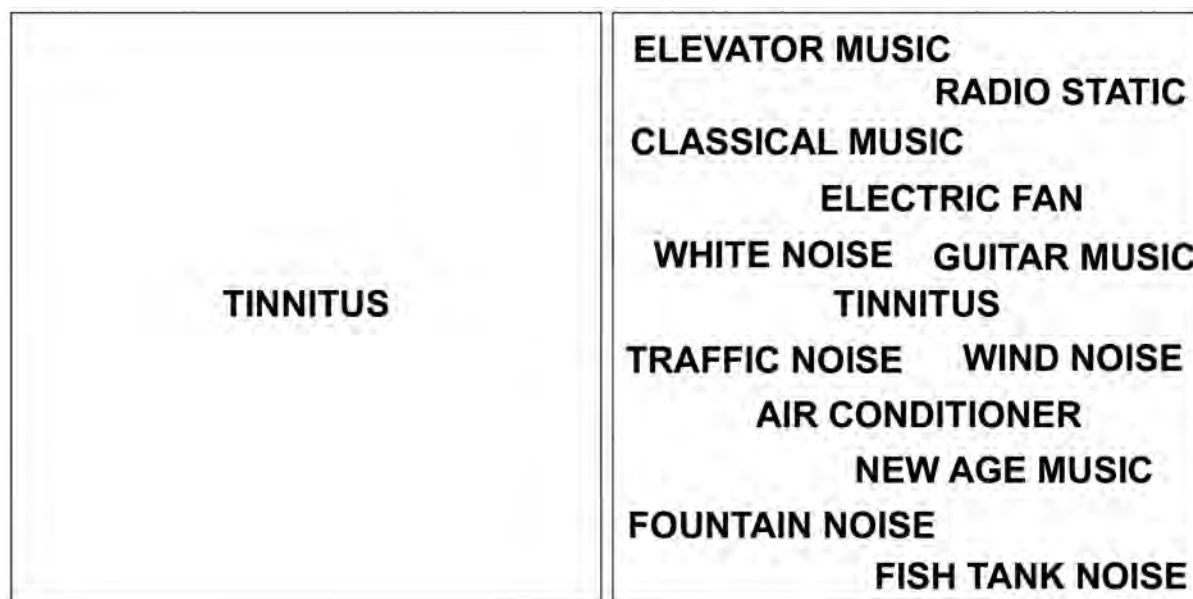 TINNITUS
ELEVATOR MUSIC
RADIO STATIC
CLASSICAL MUSIC
ELECTRIC FAN
WHITE NOISE GUITAR MUSIC
TINNITUS
TRAFFIC NOISE WIND NOISE
AIR CONDITIONER
NEW AGE MUSIC
FOUNTAIN NOISE
FISH TANK NOISE